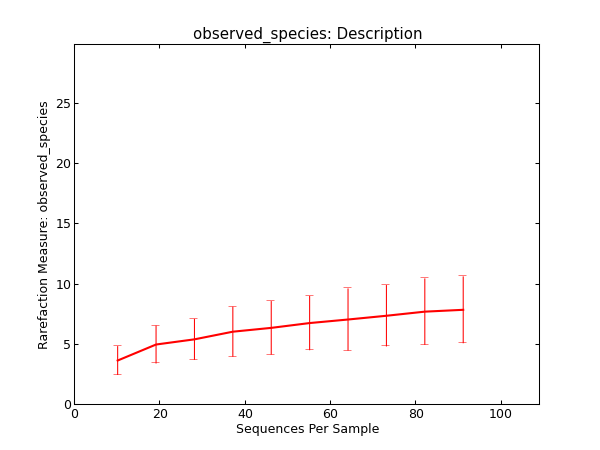 observed_species: Description
Rarefaction Measure: observed_species
25
20
15
10
5
0
0 20 40 60 80 100
Sequences Per Sample